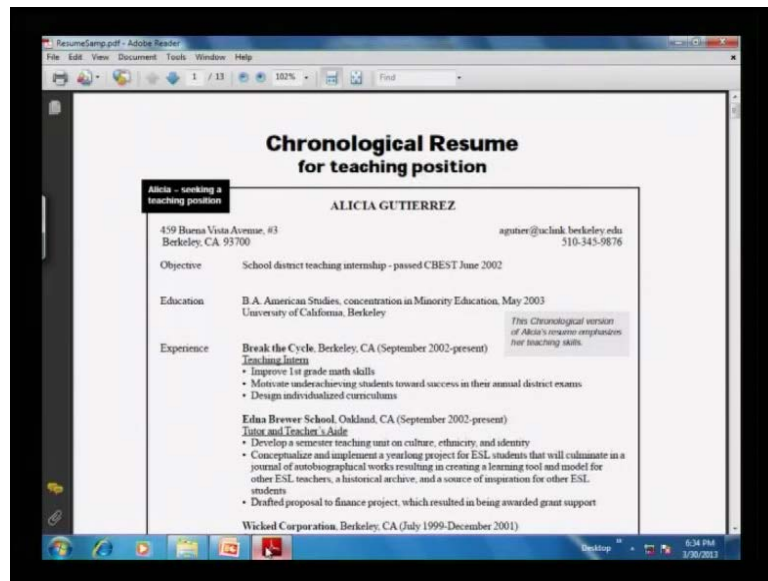 ResumeSamp.pdf - Adobe Reader
File Edit View Document Tools Window Help
1 / 13 102% Find
Chronological Resume
for teaching position
Alicia – seeking a
teaching position
ALICIA GUTIERREZ
459 Buena Vista Avenue, #3 agutier@uclink.berkeley.edu
Berkeley, CA 93700 510-345-9876
Objective School district teaching internship - passed CBEST June 2002
Education B.A. American Studies, concentration in Minority Education, May 2003
University of California, Berkeley
This Chronological version
of Alicia's resume emphasizes
her teaching skills.
Experience Break the Cycle, Berkeley, CA (September 2002-present)
Teaching Intern
• Improve 1st grade math skills
• Motivate underachieving students toward success in their annual district exams
• Design individualized curriculums
Edna Brewer School, Oakland, CA (September 2002-present)
Tutor and Teacher's Aide
• Develop a semester teaching unit on culture, ethnicity, and identity
• Conceptualize and implement a yearlong project for ESL students that will culminate in a
journal of autobiographical works resulting in creating a learning tool and model for
other ESL teachers, a historical archive, and a source of inspiration for other ESL
students
• Drafted proposal to finance project, which resulted in being awarded grant support
Wicked Corporation, Berkeley, CA (July 1999-December 2001)
Desktop 6:34 PM
3/30/2013